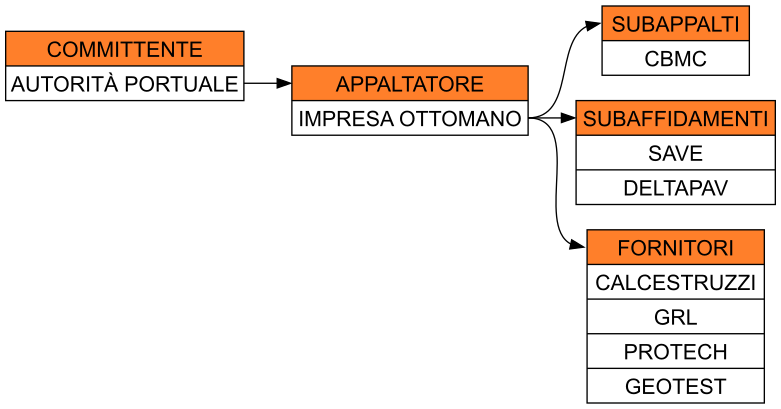 COMMITTENTE
AUTORITÀ PORTUALE
APPALTATORE
IMPRESA OTTOMANO
SUBAPPALTI
CBMC
SUBAFFIDAMENTI
SAVE
DELTAPAV
FORNITORI
CALCESTRUZZI
GRL
PROTECH
GEOTEST